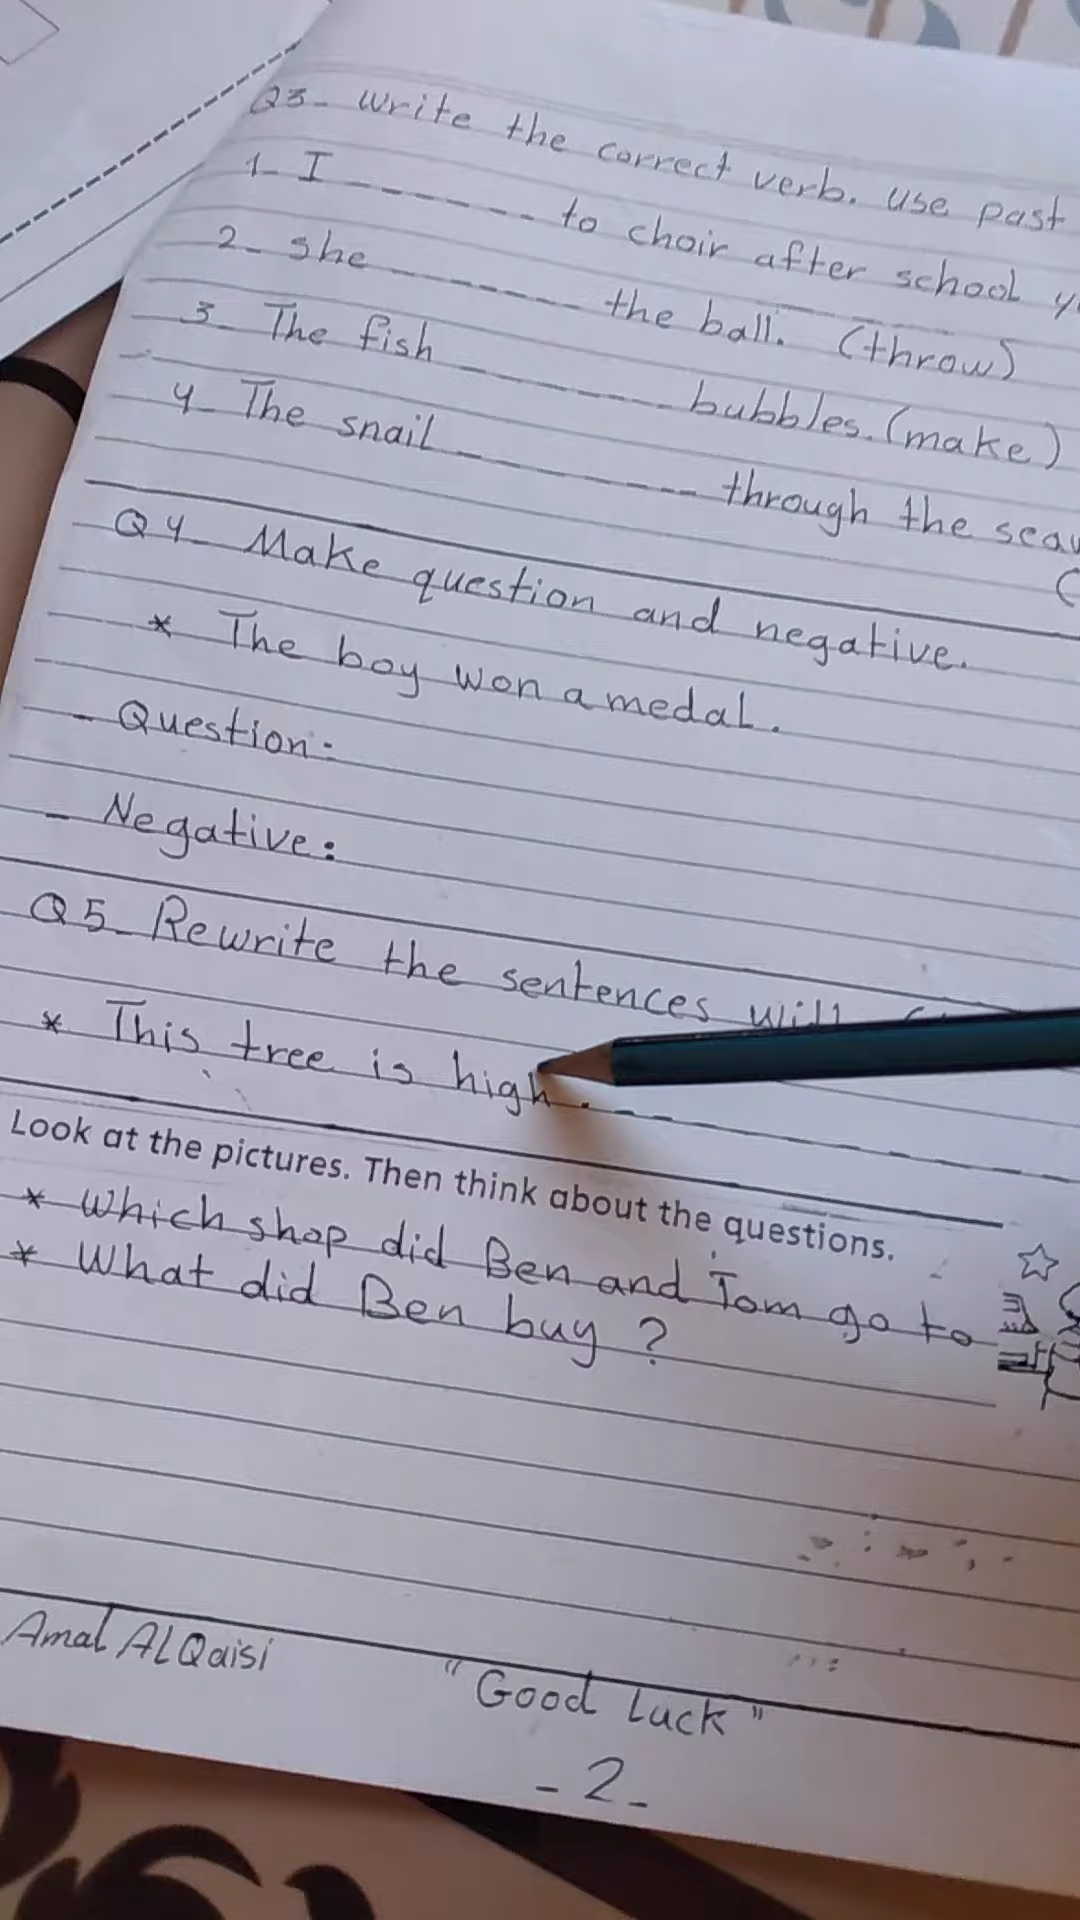 Q3- Write the correct verb. Use past
1- I ------- to choir after school
2- she ------- the ball. (throw)
3- The fish ------- bubbles. (make)
4- The snail ------- through the
Q4- Make question and negative.
* The boy won a medal.
- Question:
- Negative:
Q5- Rewrite the sentences will
* This tree is high. ------
Look at the pictures. Then think about the questions.
* Which shop did Ben and Tom go to
* What did Ben buy ?
Amal ALQaisi
"Good Luck"
- 2 -